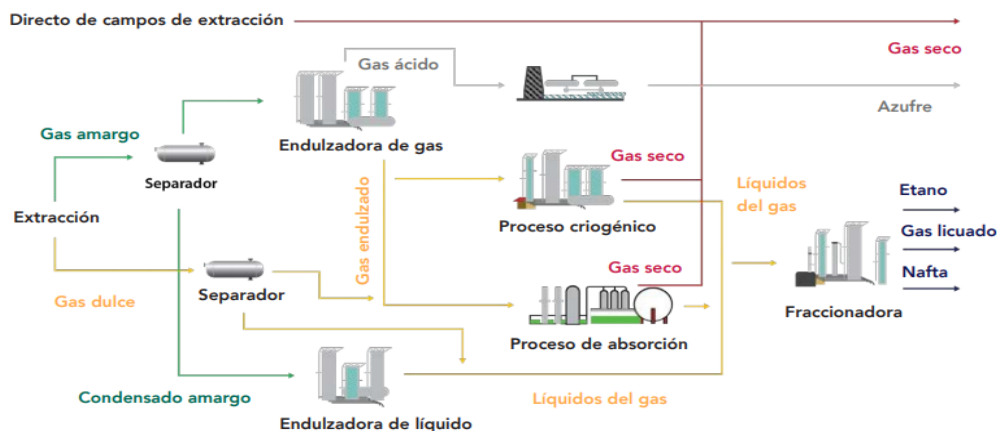 Directo de campos de extracción
Gas seco
Gas ácido
Azufre
Gas amargo
Endulzadora de gas
Separador
Gas seco
Líquidos
del gas
Etano
Extracción
Gas endulzado
Proceso criogénico
Gas licuado
Gas seco
Nafta
Gas dulce
Separador
Fraccionadora
Proceso de absorción
Condensado amargo
Líquidos del gas
Endulzadora de líquido